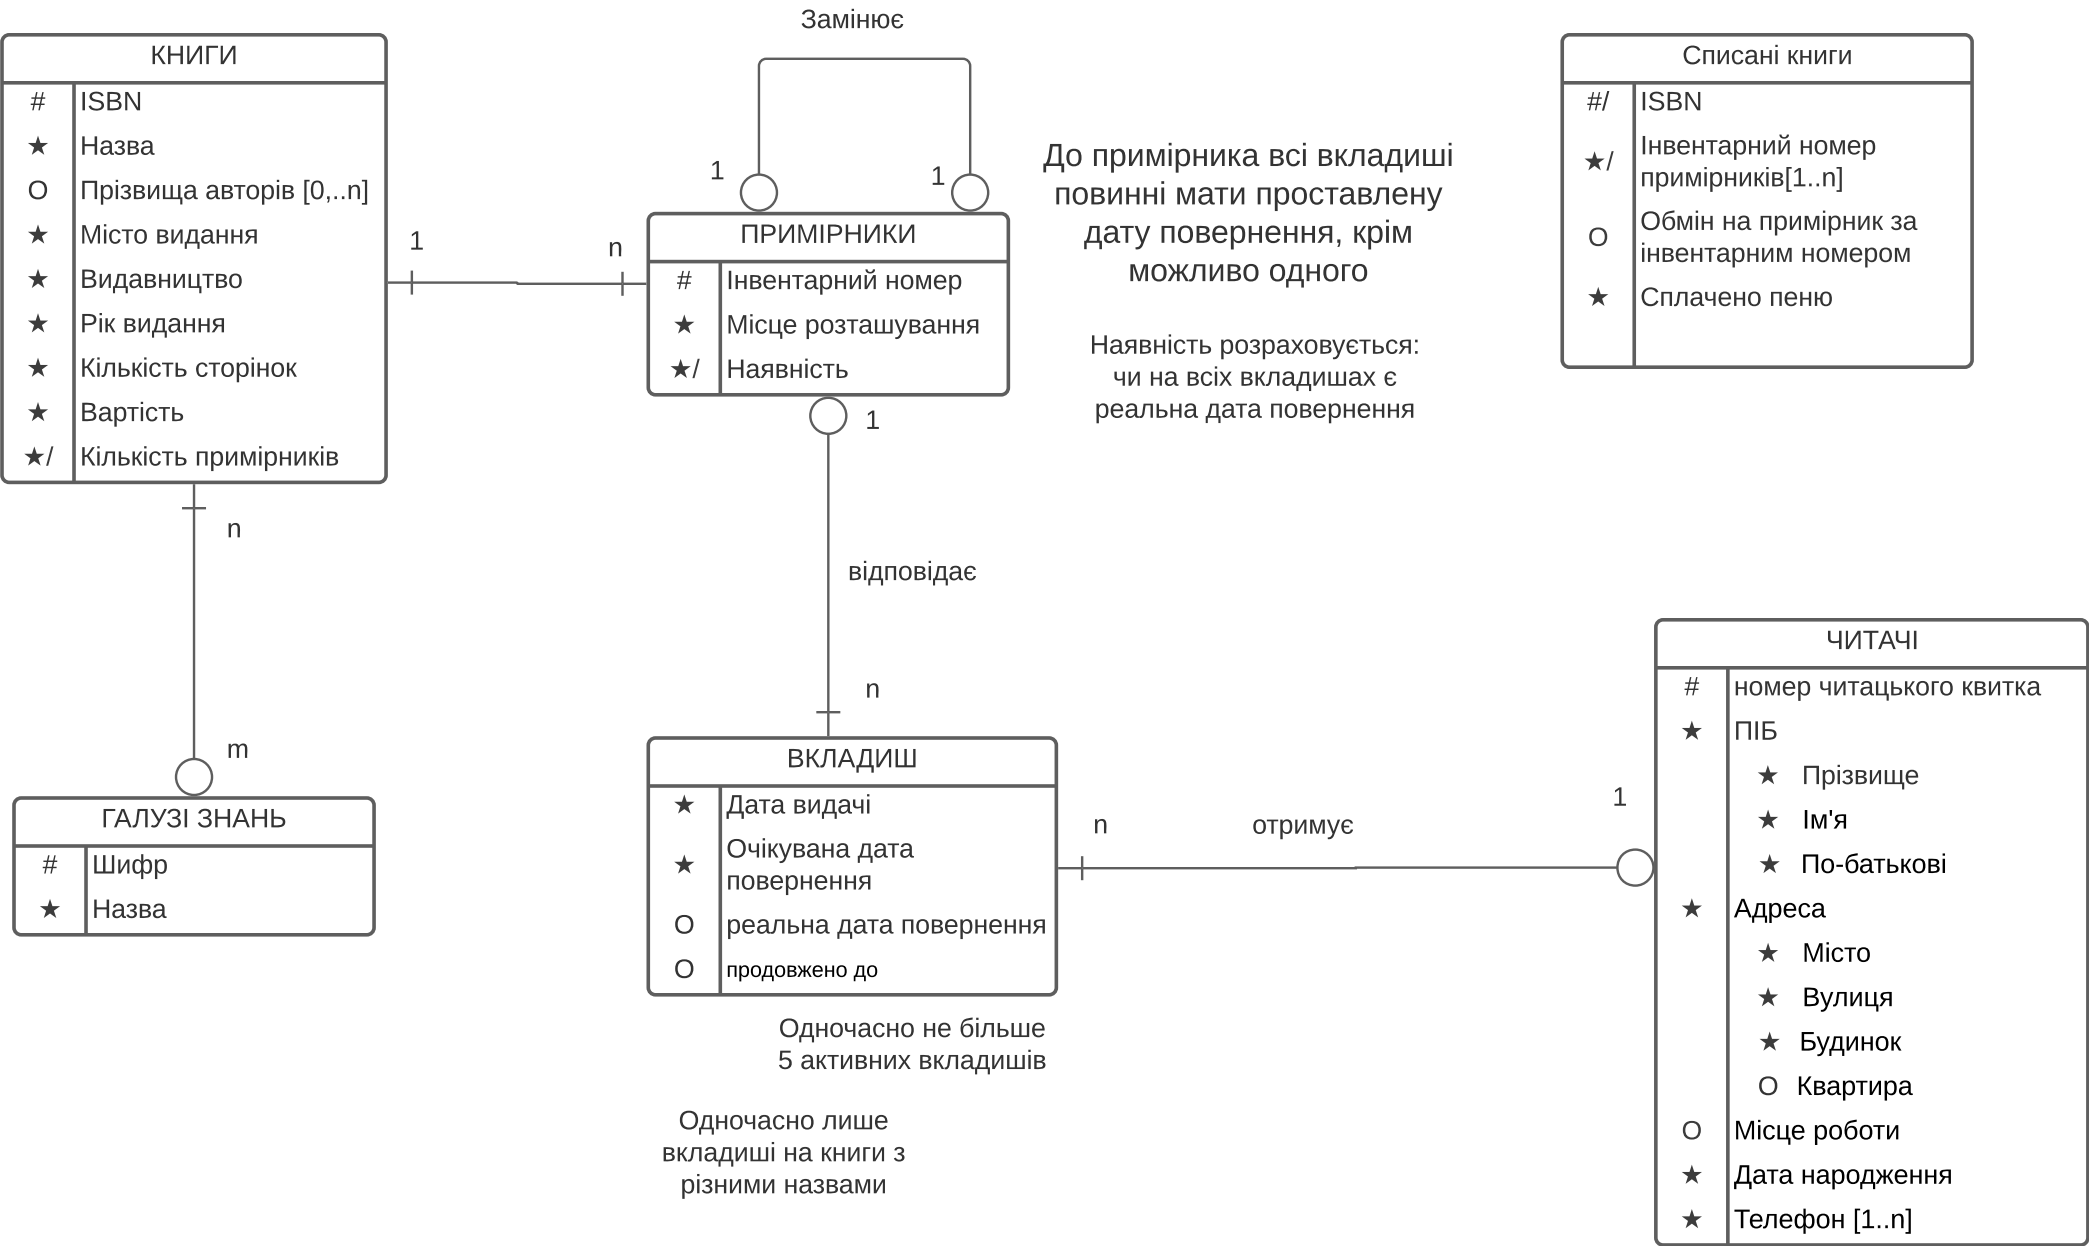 Замінює
КНИГИ
# ISBN
★ Назва
O Прізвища авторів [0,..n]
★ Місто видання
★ Видавництво
★ Рік видання
★ Кількість сторінок
★ Вартість
★/ Кількість примірників
1
n
1
1
ПРИМІРНИКИ
# Інвентарний номер
★ Місце розташування
★/ Наявність
До примірника всі вкладиші
повинні мати проставлену
дату повернення, крім
можливо одного
Наявність розраховується:
чи на всіх вкладишах є
реальна дата повернення
Списані книги
#/ ISBN
★/ Інвентарний номер
примірників[1..n]
O Обмін на примірник за
інвентарним номером
★ Сплачено пеню
n
m
ГАЛУЗІ ЗНАНЬ
# Шифр
★ Назва
1
відповідає
n
ВКЛАДИШ
★ Дата видачі
★ Очікувана дата
повернення
O реальна дата повернення
O продовжено до
Одночасно не більше
5 активних вкладишів
Одночасно лише
вкладиші на книги з
різними назвами
n
отримує
1
ЧИТАЧІ
# номер читацького квитка
★ ПІБ
★ Прізвище
★ Ім'я
★ По-батькові
★ Адреса
★ Місто
★ Вулиця
★ Будинок
O Квартира
O Місце роботи
★ Дата народження
★ Телефон [1..n]